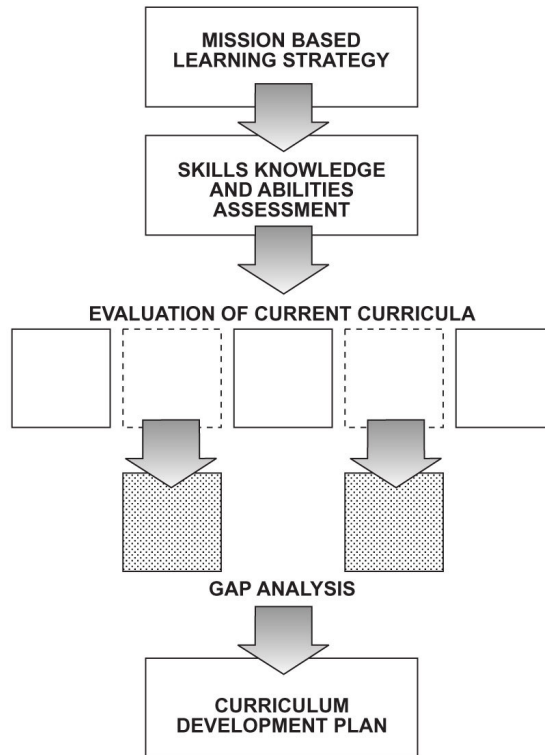 MISSION BASED
LEARNING STRATEGY
SKILLS KNOWLEDGE
AND ABILITIES
ASSESSMENT
EVALUATION OF CURRENT CURRICULA
GAP ANALYSIS
CURRICULUM
DEVELOPMENT PLAN